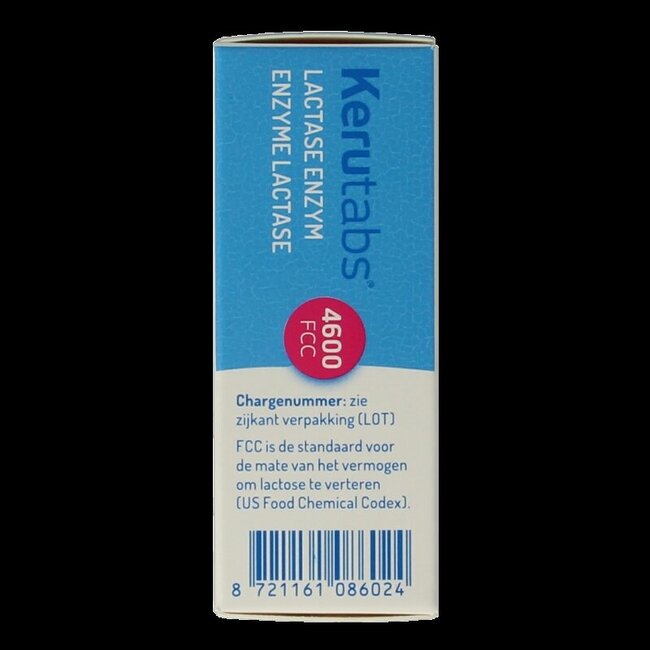 Kerutabs®
LACTASE ENZYM
ENZYME LACTASE
4600
FCC
Chargenummer: zie
zijkant verpakking (LOT)
FCC is de standaard voor
de mate van het vermogen
om lactose te verteren
(US Food Chemical Codex).
8 721161 086024